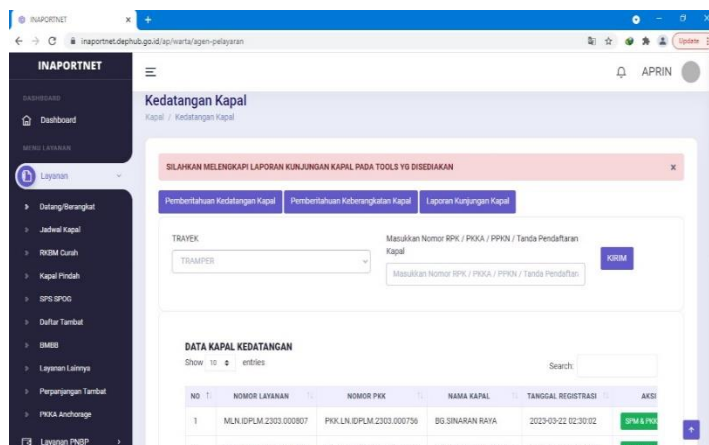 INAPORTNET
inaportnet.dephub.go.id/ap/warta/agen-pelayaran
Update
INAPORTNET
APRIN
DASHBOARD
Dashboard
MENU LAYANAN
Layanan
Datang/Berangkat
Jadwal Kapal
RKBM Curah
Kapal Pindah
SPS SPOG
Daftar Tambat
BMBB
Layanan Lainnya
Perpanjangan Tambat
PKKA Anchorage
Layanan PNBP
Kedatangan Kapal
Kapal / Kedatangan Kapal
SILAHKAN MELENGKAPI LAPORAN KUNJUNGAN KAPAL PADA TOOLS YG DISEDIAKAN x
Pemberitahuan Kedatangan Kapal Pemberitahuan Keberangkatan Kapal Laporan Kunjungan Kapal
TRAYEK
TRAMPER
Masukkan Nomor RPK / PKKA / PPKN / Tanda Pendaftaran
Kapal
Masukkan Nomor RPK / PKKA / PPKN / Tanda Pendaftan
KIRIM
DATA KAPAL KEDATANGAN
Show 10 entries
Search:
NO NOMOR LAYANAN NOMOR PKK NAMA KAPAL TANGGAL REGISTRASI AKSI
1 MLN.IDPLM.2303.000807 PKK.LN.IDPLM.2303.000756 BG.SINARAN RAYA 2023-03-22 02:30:02 SPM & PKK